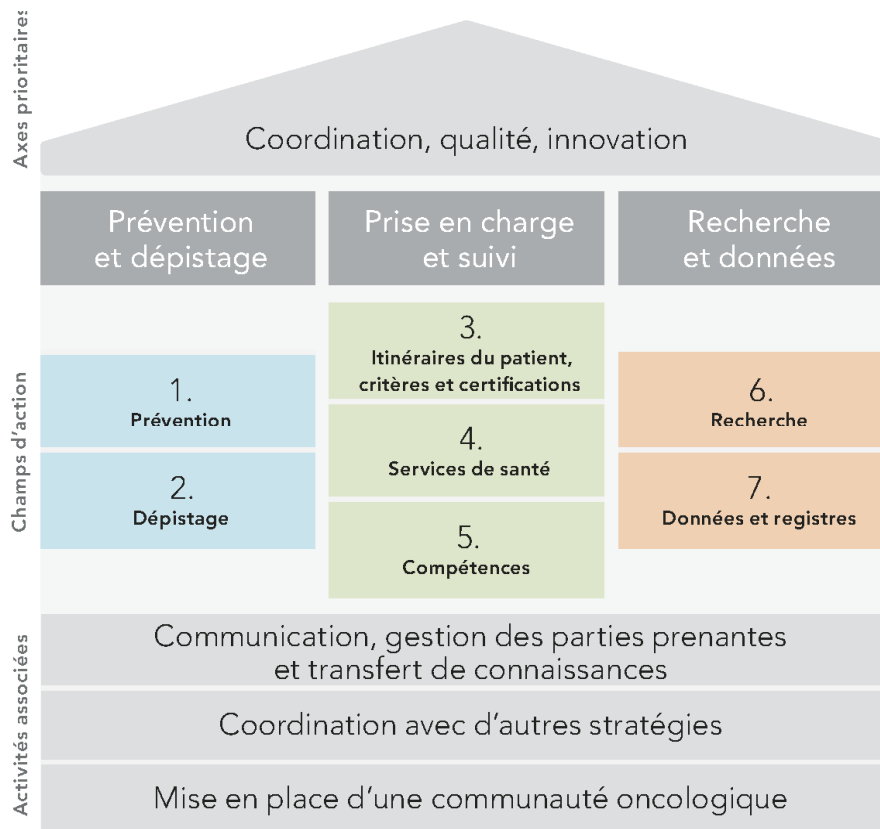 Axes prioritaires
Coordination, qualité, innovation
Prévention
et dépistage
Prise en charge
et suivi
Recherche
et données
Champs d’action
1.
Prévention
2.
Dépistage
3.
Itinéraires du patient,
critères et certifications
4.
Services de santé
5.
Compétences
6.
Recherche
7.
Données et registres
Activités associées
Communication, gestion des parties prenantes
et transfert de connaissances
Coordination avec d’autres stratégies
Mise en place d’une communauté oncologique